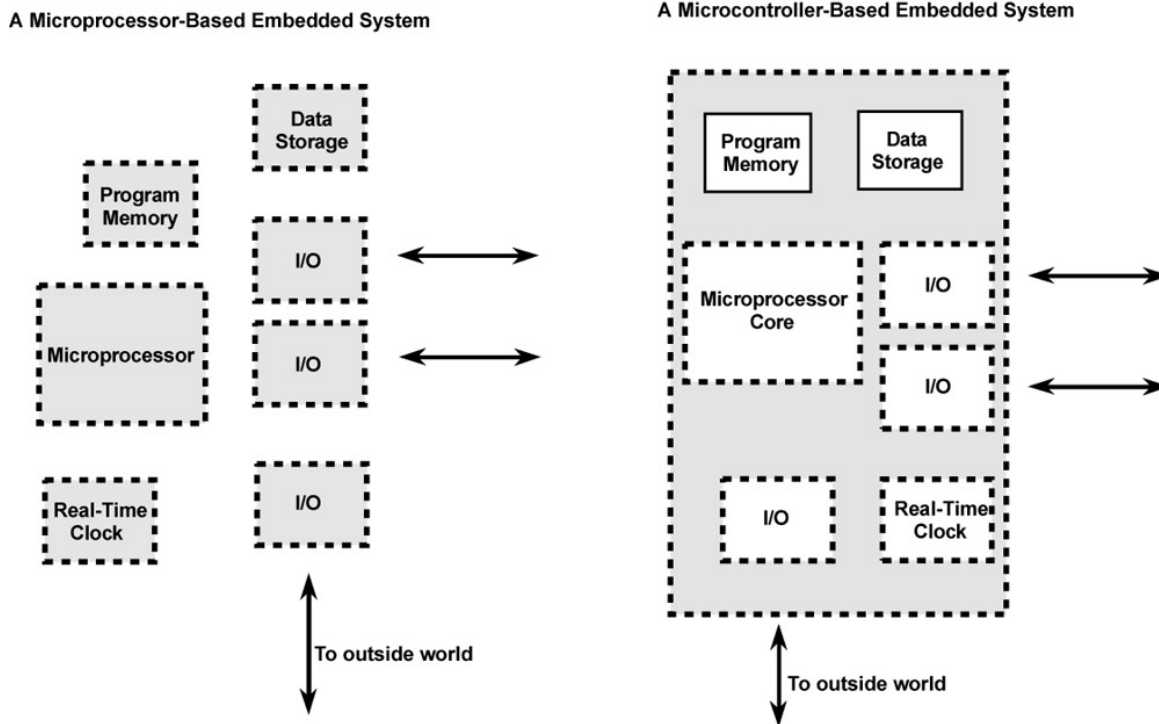 A Microprocessor-Based Embedded System
Data
Storage
Program
Memory
I/O
Microprocessor
I/O
Real-Time
Clock
I/O
To outside world
A Microcontroller-Based Embedded System
Program
Memory
Data
Storage
Microprocessor
Core
I/O
I/O
I/O
Real-Time
Clock
To outside world